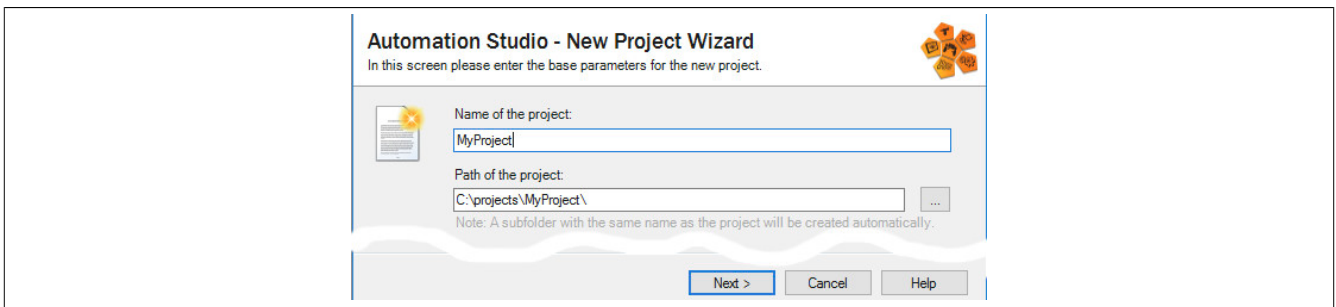 Automation Studio - New Project Wizard
In this screen please enter the base parameters for the new project.
Name of the project:
MyProject
Path of the project:
C:\projects\MyProject\
...
Note: A subfolder with the same name as the project will be created automatically.
Next >
Cancel
Help